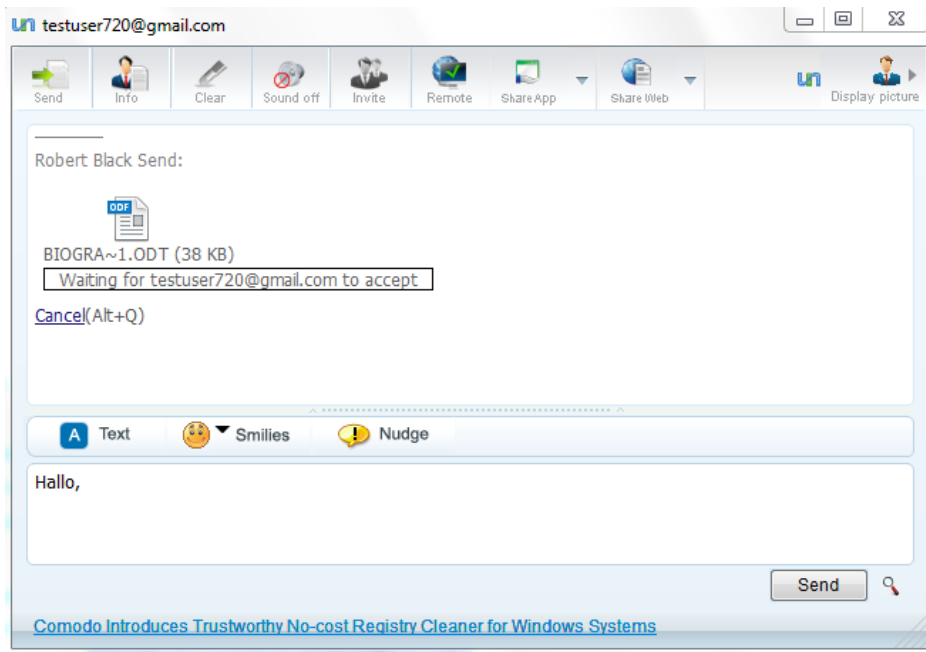 un testuser720@gmail.com
Send Info Clear Sound off Invite Remote Share App Share Web un Display picture
Robert Black Send:
ODF
BIOGRA~1.ODT (38 KB)
Waiting for testuser720@gmail.com to accept
Cancel(Alt+Q)
A Text Smilies Nudge
Hallo,
Send
Comodo Introduces Trustworthy No-cost Registry Cleaner for Windows Systems